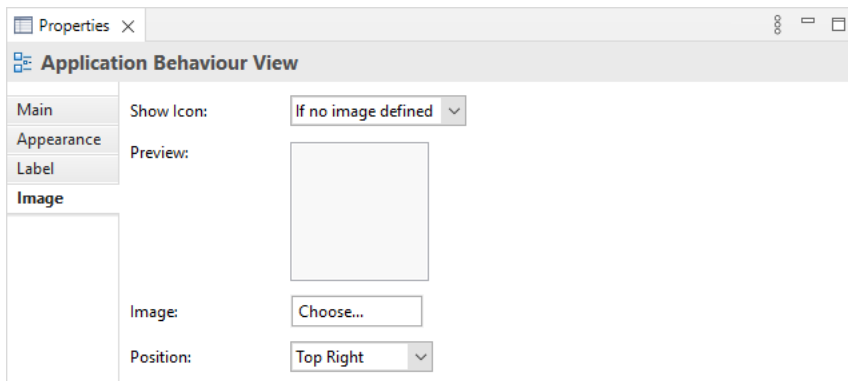 Properties
Application Behaviour View
Main
Appearance
Label
Image
Show Icon: If no image defined
Preview:
Image: Choose...
Position: Top Right